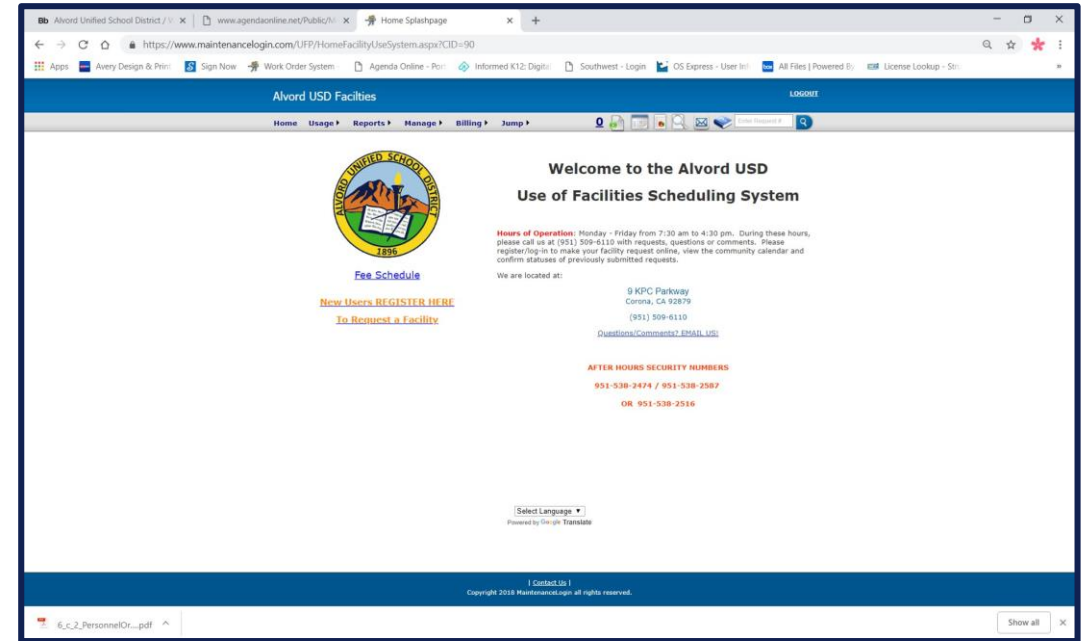 Bb Alvord Unified School District / V
www.agendaonline.net/Public/M
Home Splashpage
https://www.maintenancelogin.com/UFP/HomeFacilityUseSystem.aspx?CID=90
Apps Avery Design & Print Sign Now Work Order System Agenda Online - Por Informed K12: Digita Southwest - Login OS Express - User Inf box All Files | Powered By License Lookup - Sta
Alvord USD Facilties
LOGOUT
Home Usage Reports Manage Billing Jump
0
Enter Request #
ALVORD UNIFIED SCHOOL DISTRICT
1896
Fee Schedule
New Users REGISTER HERE
To Request a Facility
Welcome to the Alvord USD
Use of Facilities Scheduling System
Hours of Operation: Monday - Friday from 7:30 am to 4:30 pm. During these hours,
please call us at (951) 509-6110 with requests, questions or comments. Please
register/log-in to make your facility request online, view the community calendar and
confirm statuses of previously submitted requests.
We are located at:
9 KPC Parkway
Corona, CA 92879
(951) 509-6110
Questions/Comments? EMAIL US!
AFTER HOURS SECURITY NUMBERS
951-538-2474 / 951-538-2587
OR 951-538-2516
Select Language ▼
Powered by Google Translate
| Contact Us |
Copyright 2018 MaintenanceLogin all rights reserved.
6_c_2_PersonnelOr....pdf
Show all